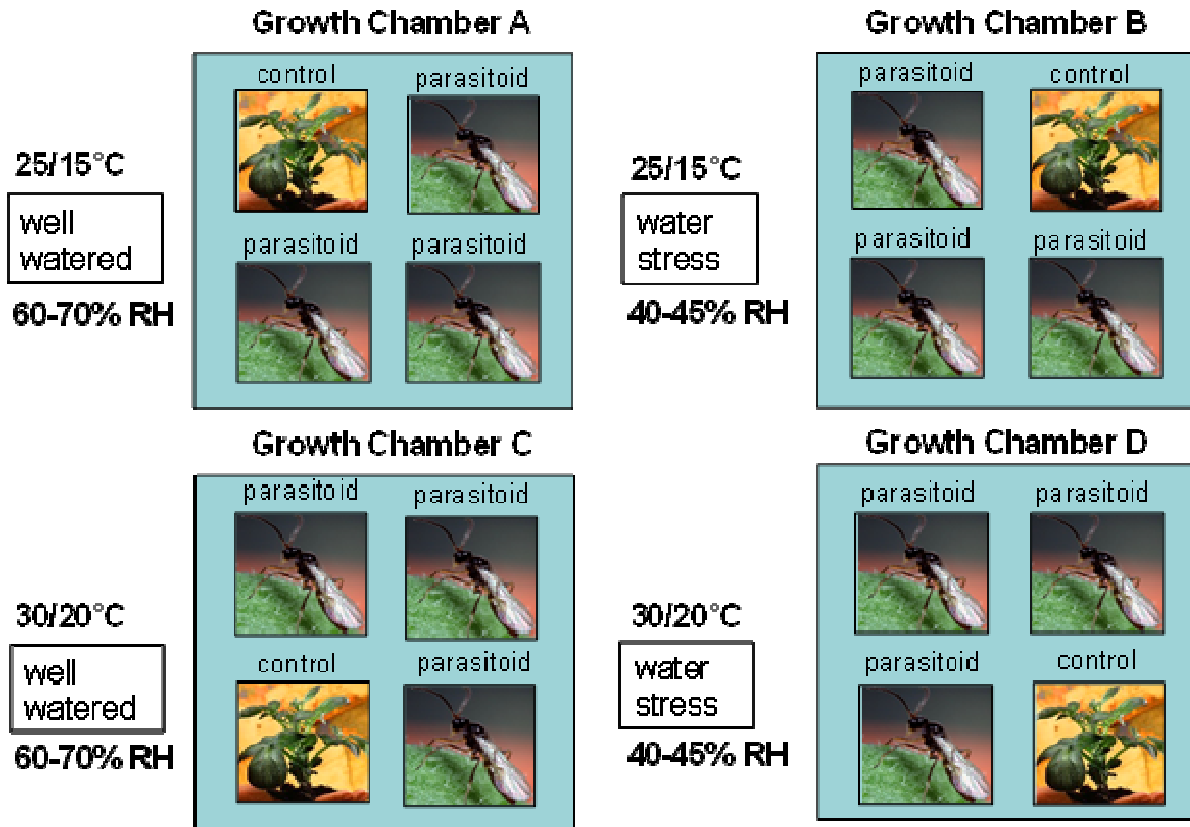 Growth Chamber A
control parasitoid
25/15°C
well
watered
60-70% RH
parasitoid parasitoid
Growth Chamber B
parasitoid control
25/15°C
water
stress
40-45% RH
parasitoid parasitoid
Growth Chamber C
parasitoid parasitoid
30/20°C
well
watered
60-70% RH
control parasitoid
Growth Chamber D
parasitoid parasitoid
30/20°C
water
stress
40-45% RH
parasitoid control